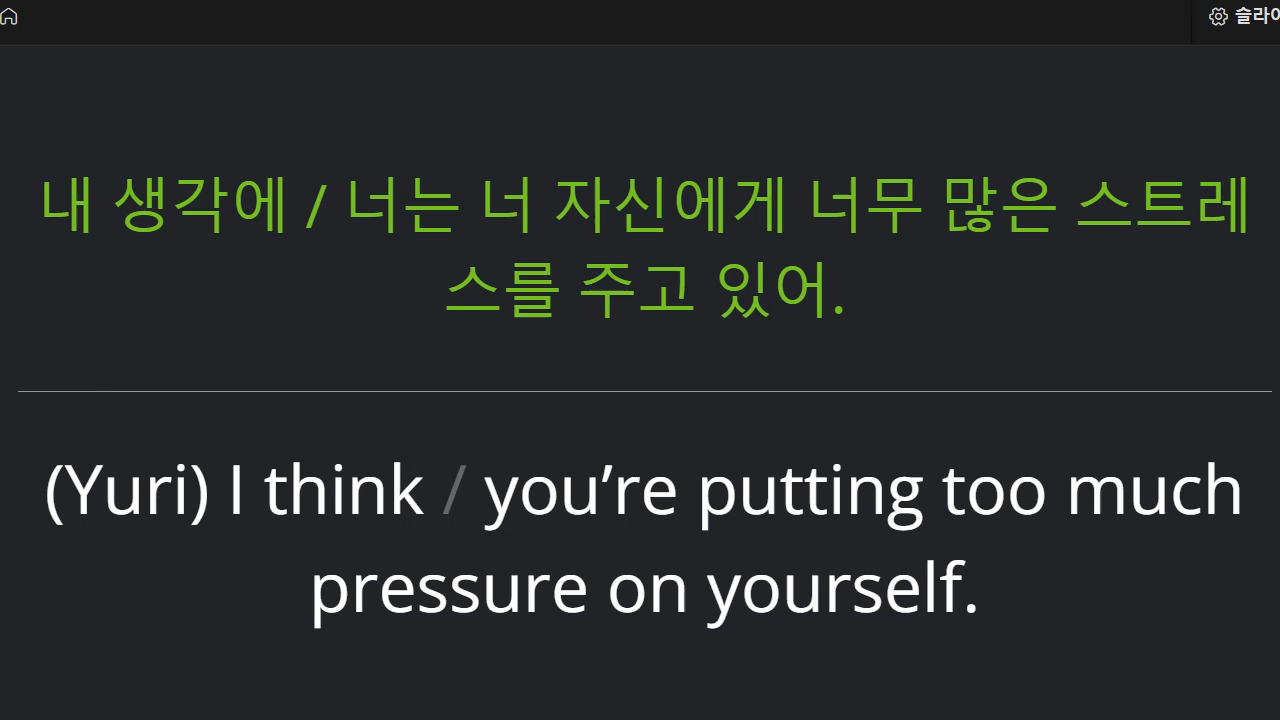 슬라이
내 생각에 / 너는 너 자신에게 너무 많은 스트레
스를 주고 있어.
(Yuri) I think / you’re putting too much
pressure on yourself.